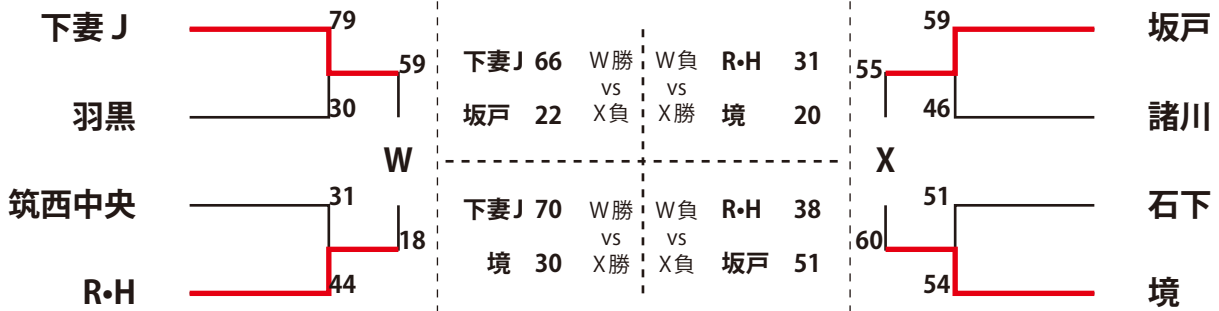 下妻J 79 59 坂戸
59 下妻J 66 W勝 W負 R•H 31 55
vs vs
羽黒 30 坂戸 22 X負 X勝 境 20 46 諸川
W X
筑西中央 31 下妻J 70 W勝 W負 R•H 38 51 石下
18 vs vs 60
境 30 X勝 X負 坂戸 51
R•H 44 54 境